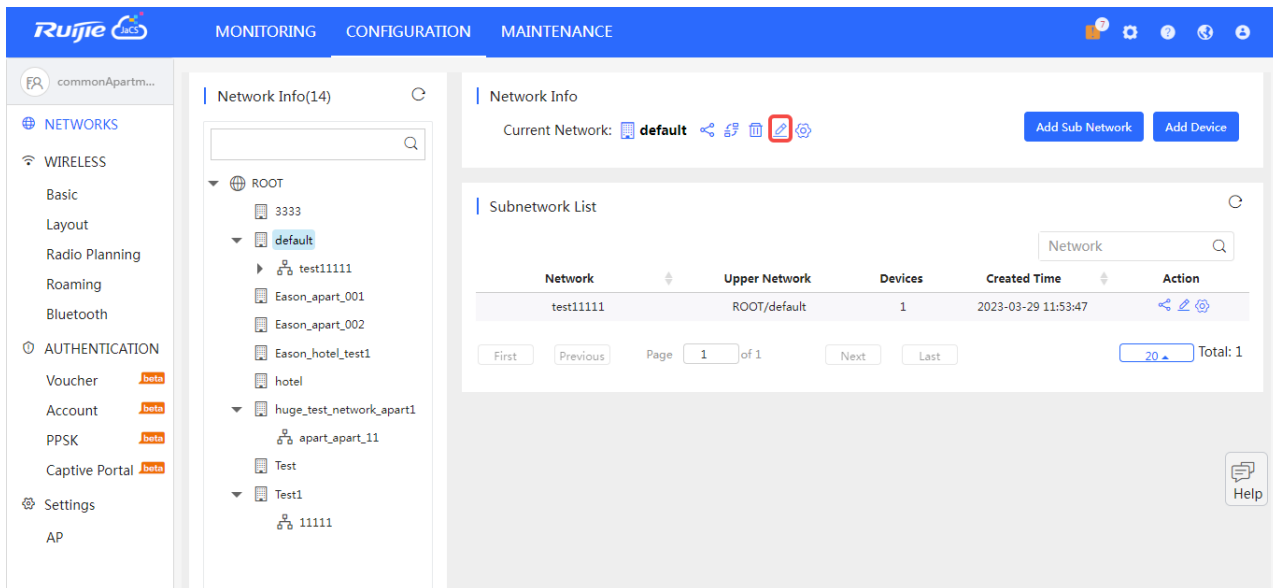 Ruijie JaCS
MONITORING CONFIGURATION MAINTENANCE
7
commonApartm...
NETWORKS
WIRELESS
Basic
Layout
Radio Planning
Roaming
Bluetooth
AUTHENTICATION
Voucher beta
Account beta
PPSK beta
Captive Portal beta
Settings
AP
Network Info(14)
ROOT
3333
default
test11111
Eason_apart_001
Eason_apart_002
Eason_hotel_test1
hotel
huge_test_network_apart1
apart_apart_11
Test
Test1
11111
Network Info
Current Network: default
Add Sub Network Add Device
Subnetwork List
Network
Network Upper Network Devices Created Time Action
test11111 ROOT/default 1 2023-03-29 11:53:47
First Previous Page 1 of 1 Next Last 20 Total: 1
Help